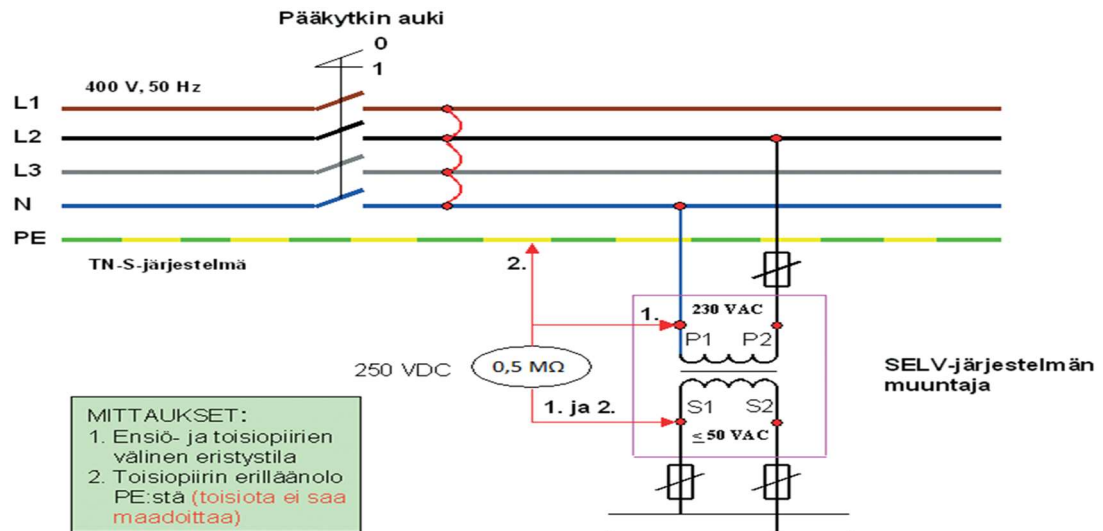 Pääkytkin auki
0
1
400 V, 50 Hz
L1
L2
L3
N
PE
TN-S-järjestelmä
2.
1.
230 VAC
P1 P2
250 VDC
0,5 MΩ
SELV-järjestelmän
muuntaja
1. ja 2.
S1 S2
≤ 50 VAC
MITTAUKSET:
1. Ensiö- ja toisiopiirien
välinen eristystila
2. Toisiopiirin erilläänolo
PE:stä (toisiota ei saa
maadoittaa)